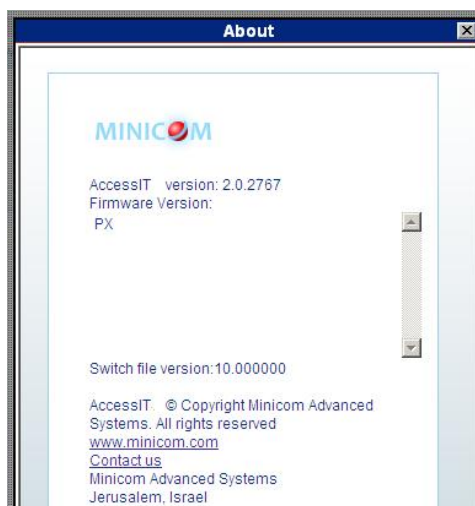 About
MINICOM
AccessIT version: 2.0.2767
Firmware Version:
PX
Switch file version:10.000000
AccessIT. © Copyright Minicom Advanced
Systems. All rights reserved
www.minicom.com
Contact us
Minicom Advanced Systems
Jerusalem, Israel